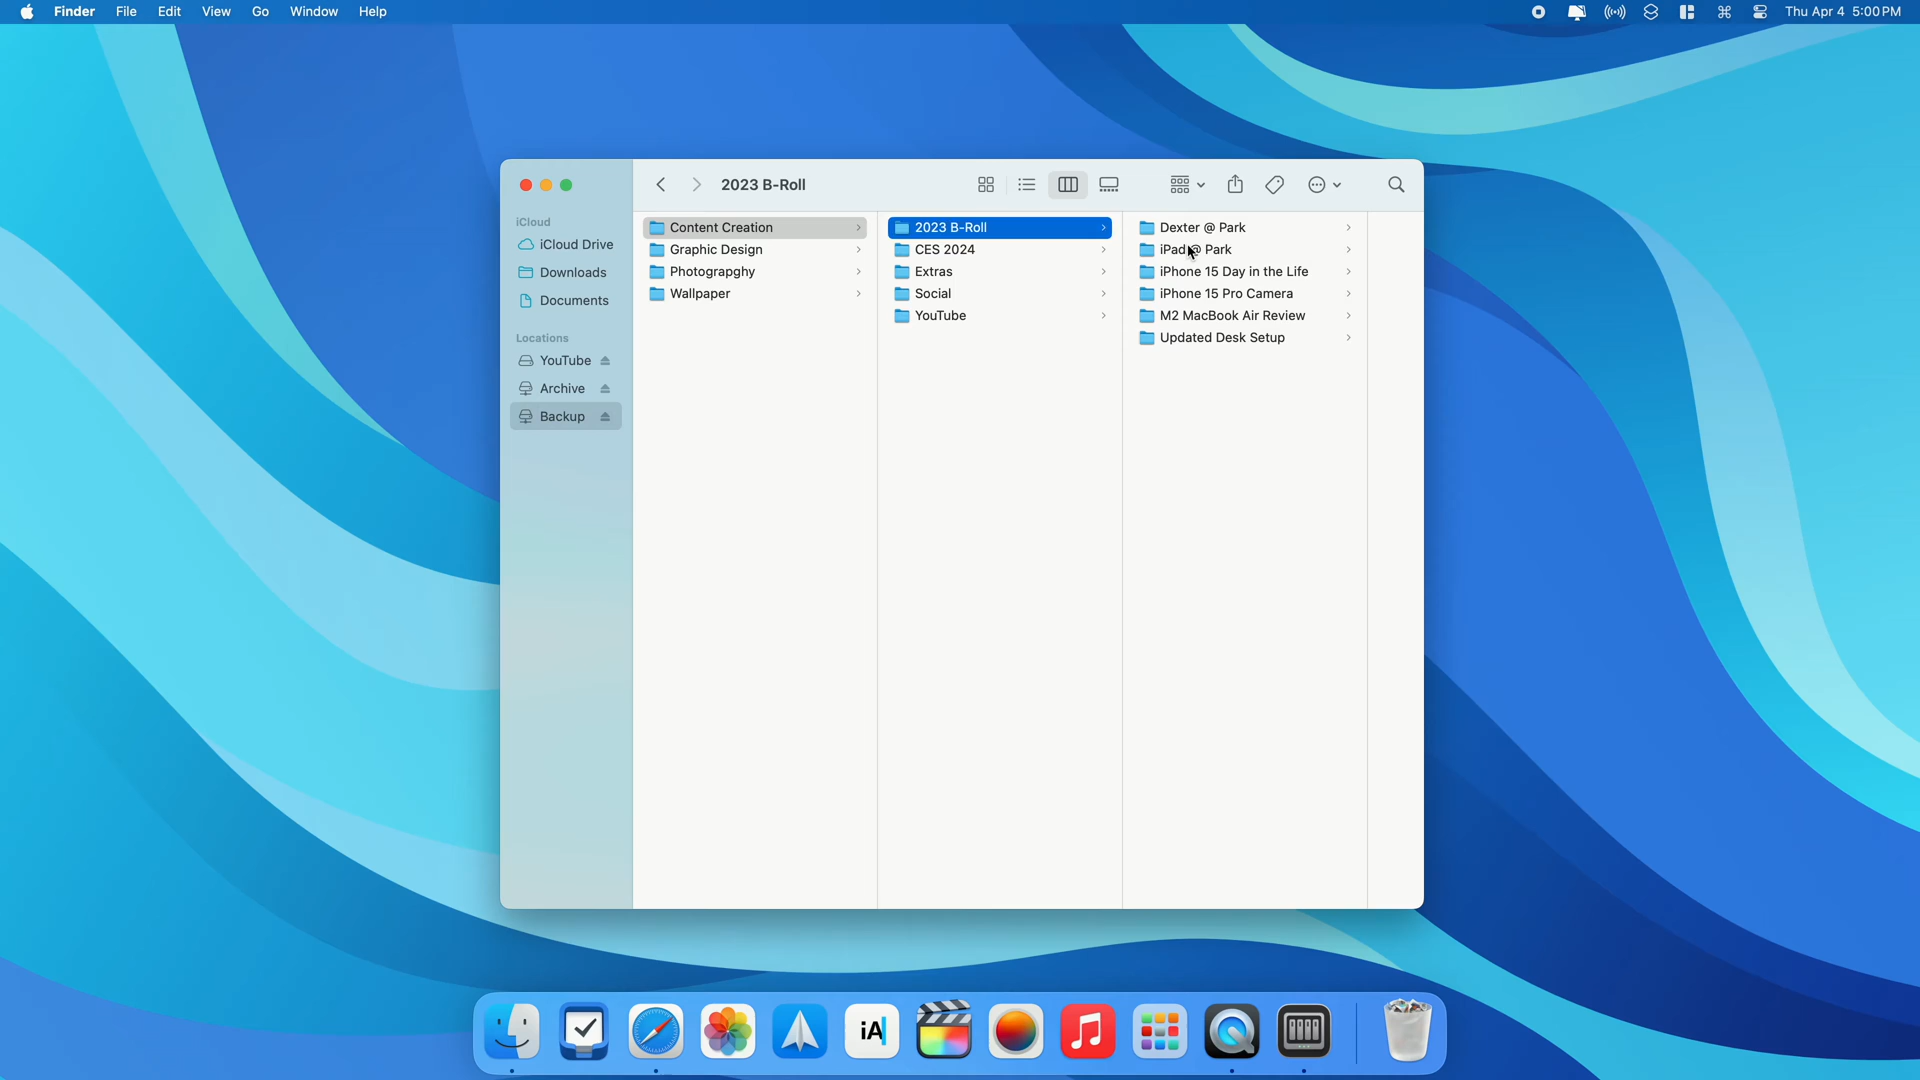 Finder File Edit View Go Window Help Thu Apr 4 5:00 PM
2023 B-Roll
iCloud
iCloud Drive
Downloads
Documents
Locations
YouTube
Archive
Backup
Content Creation
Graphic Design
Photograpghy
Wallpaper
2023 B-Roll
CES 2024
Extras
Social
YouTube
Dexter @ Park
iPad @ Park
iPhone 15 Day in the Life
iPhone 15 Pro Camera
M2 MacBook Air Review
Updated Desk Setup
iA